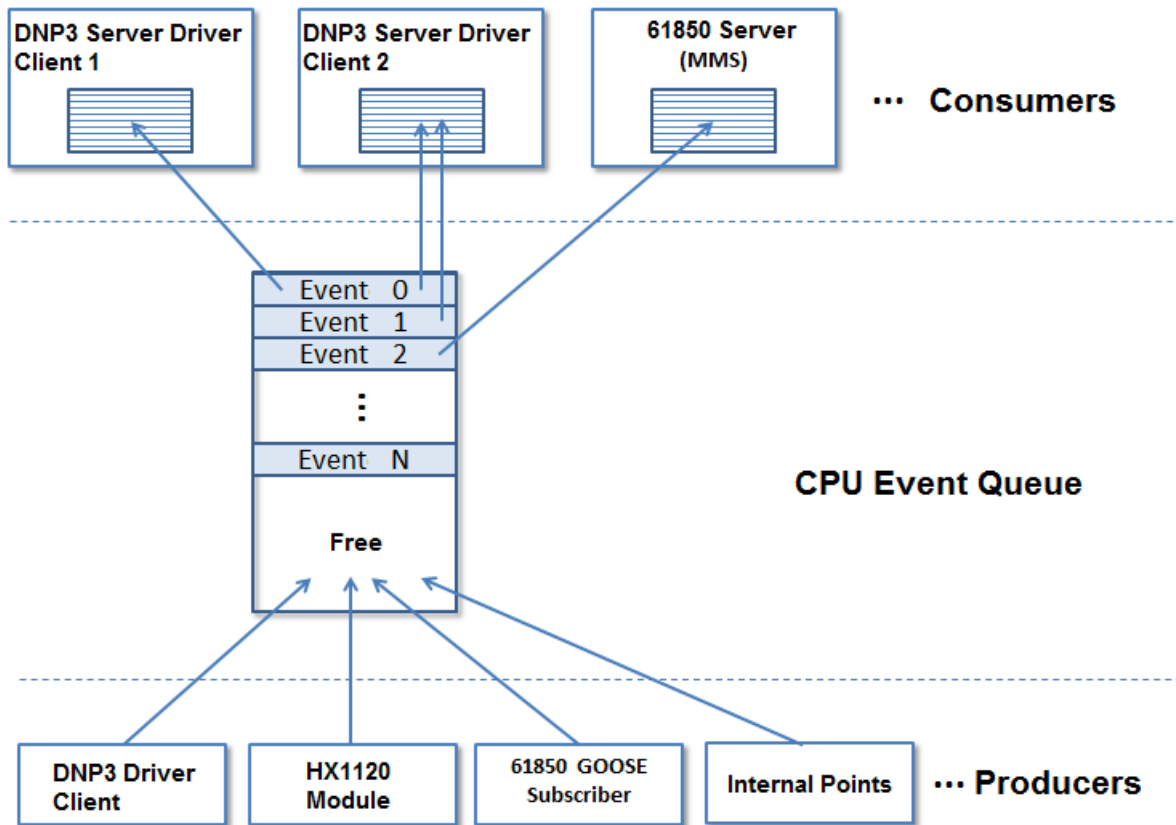 DNP3 Server Driver
Client 1
DNP3 Server Driver
Client 2
61850 Server
(MMS)
... Consumers
Event 0
Event 1
Event 2
⋮
Event N
CPU Event Queue
Free
DNP3 Driver
Client
HX1120
Module
61850 GOOSE
Subscriber
Internal Points
... Producers